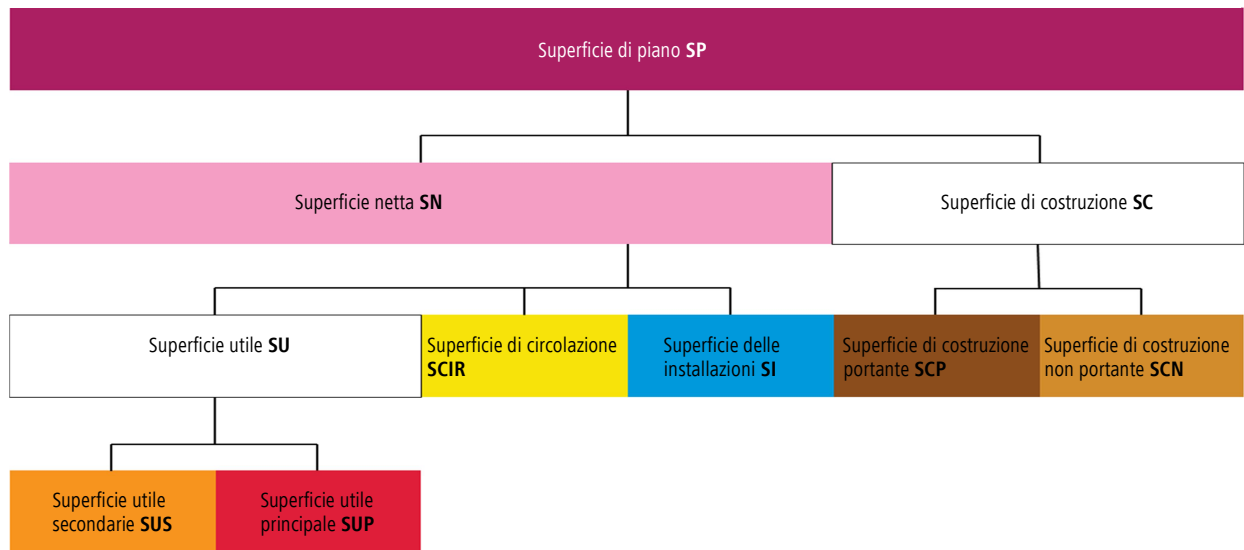 Superficie di piano SP
Superficie netta SN
Superficie di costruzione SC
Superficie utile SU
Superficie di circolazione
SCIR
Superficie delle
installazioni SI
Superficie di costruzione
portante SCP
Superficie di costruzione
non portante SCN
Superficie utile
secondarie SUS
Superficie utile
principale SUP